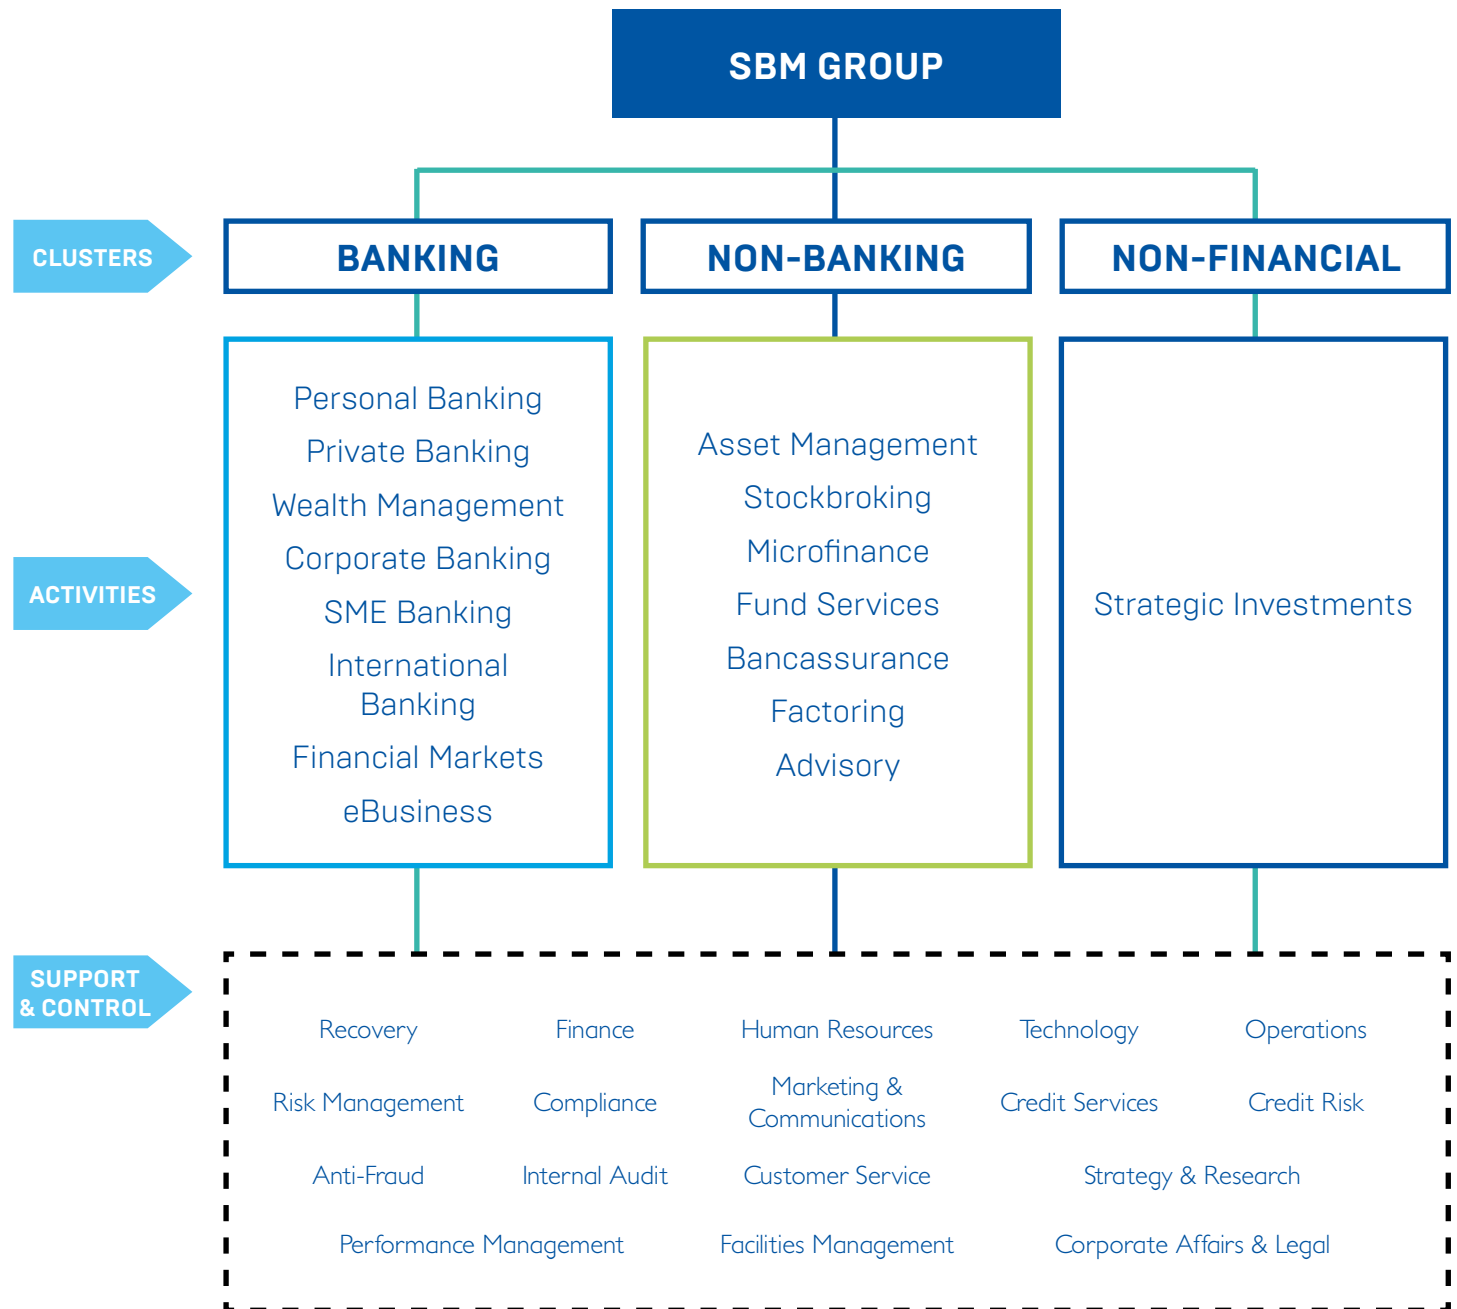 SBM GROUP
CLUSTERS
BANKING
NON-BANKING
NON-FINANCIAL
ACTIVITIES
Personal Banking
Private Banking
Wealth Management
Corporate Banking
SME Banking
International
Banking
Financial Markets
eBusiness
Asset Management
Stockbroking
Microfinance
Fund Services
Bancassurance
Factoring
Advisory
Strategic Investments
SUPPORT
& CONTROL
Recovery
Finance
Human Resources
Technology
Operations
Risk Management
Compliance
Marketing &
Communications
Credit Services
Credit Risk
Anti-Fraud
Internal Audit
Customer Service
Strategy & Research
Performance Management
Facilities Management
Corporate Affairs & Legal